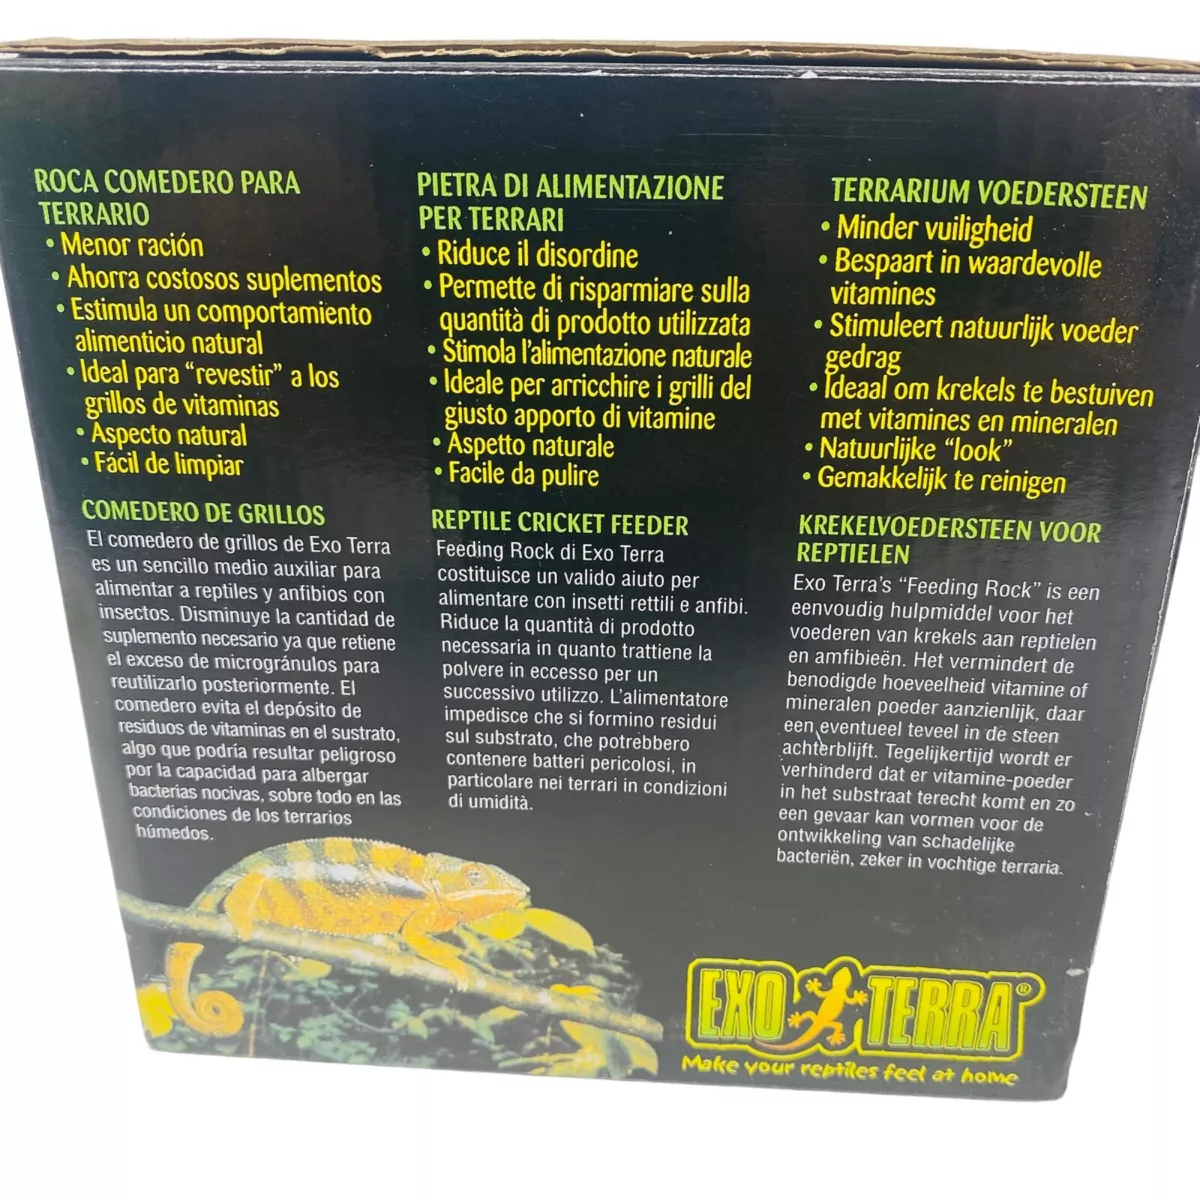 ROCA COMEDERO PARA
TERRARIO
• Menor ración
• Ahorra costosos suplementos
• Estimula un comportamiento
alimenticio natural
• Ideal para “revestir” a los
grillos de vitaminas
• Aspecto natural
• Fácil de limpiar
COMEDERO DE GRILLOS
El comedero de grillos de Exo Terra
es un sencillo medio auxiliar para
alimentar a reptiles y anfibios con
insectos. Disminuye la cantidad de
suplemento necesario ya que retiene
el exceso de microgránulos para
reutilizarlo posteriormente. El
comedero evita el depósito de
residuos de vitaminas en el sustrato,
algo que podría resultar peligroso
por la capacidad para albergar
bacterias nocivas, sobre todo en las
condiciones de los terrarios
húmedos.
PIETRA DI ALIMENTAZIONE
PER TERRARI
• Riduce il disordine
• Permette di risparmiare sulla
quantità di prodotto utilizzata
• Stimola l’alimentazione naturale
• Ideale per arricchire i grilli del
giusto apporto di vitamine
• Aspetto naturale
• Facile da pulire
REPTILE CRICKET FEEDER
Feeding Rock di Exo Terra
costituisce un valido aiuto per
alimentare con insetti rettili e anfibi.
Riduce la quantità di prodotto
necessaria in quanto trattiene la
polvere in eccesso per un
successivo utilizzo. L’alimentatore
impedisce che si formino residui
sul substrato, che potrebbero
contenere batteri pericolosi, in
particolare nei terrari in condizioni
di umidità.
TERRARIUM VOEDERSTEEN
• Minder vuiligheid
• Bespaart in waardevolle
vitamines
• Stimuleert natuurlijk voeder
gedrag
• Ideaal om krekels te bestuiven
met vitamines en mineralen
• Natuurlijke “look”
• Gemakkelijk te reinigen
KREKELVOEDERSTEEN VOOR
REPTIELEN
Exo Terra’s “Feeding Rock” is een
eenvoudig hulpmiddel voor het
voederen van krekels aan reptielen
en amfibieën. Het vermindert de
benodigde hoeveelheid vitamine of
mineralen poeder aanzienlijk, daar
een eventueel teveel in de steen
achterblijft. Tegelijkertijd wordt er
verhinderd dat er vitamine-poeder
in het substraat terecht komt en zo
een gevaar kan vormen voor de
ontwikkeling van schadelijke
bacteriën, zeker in vochtige terraria.
EXO TERRA®
Make your reptiles feel at home